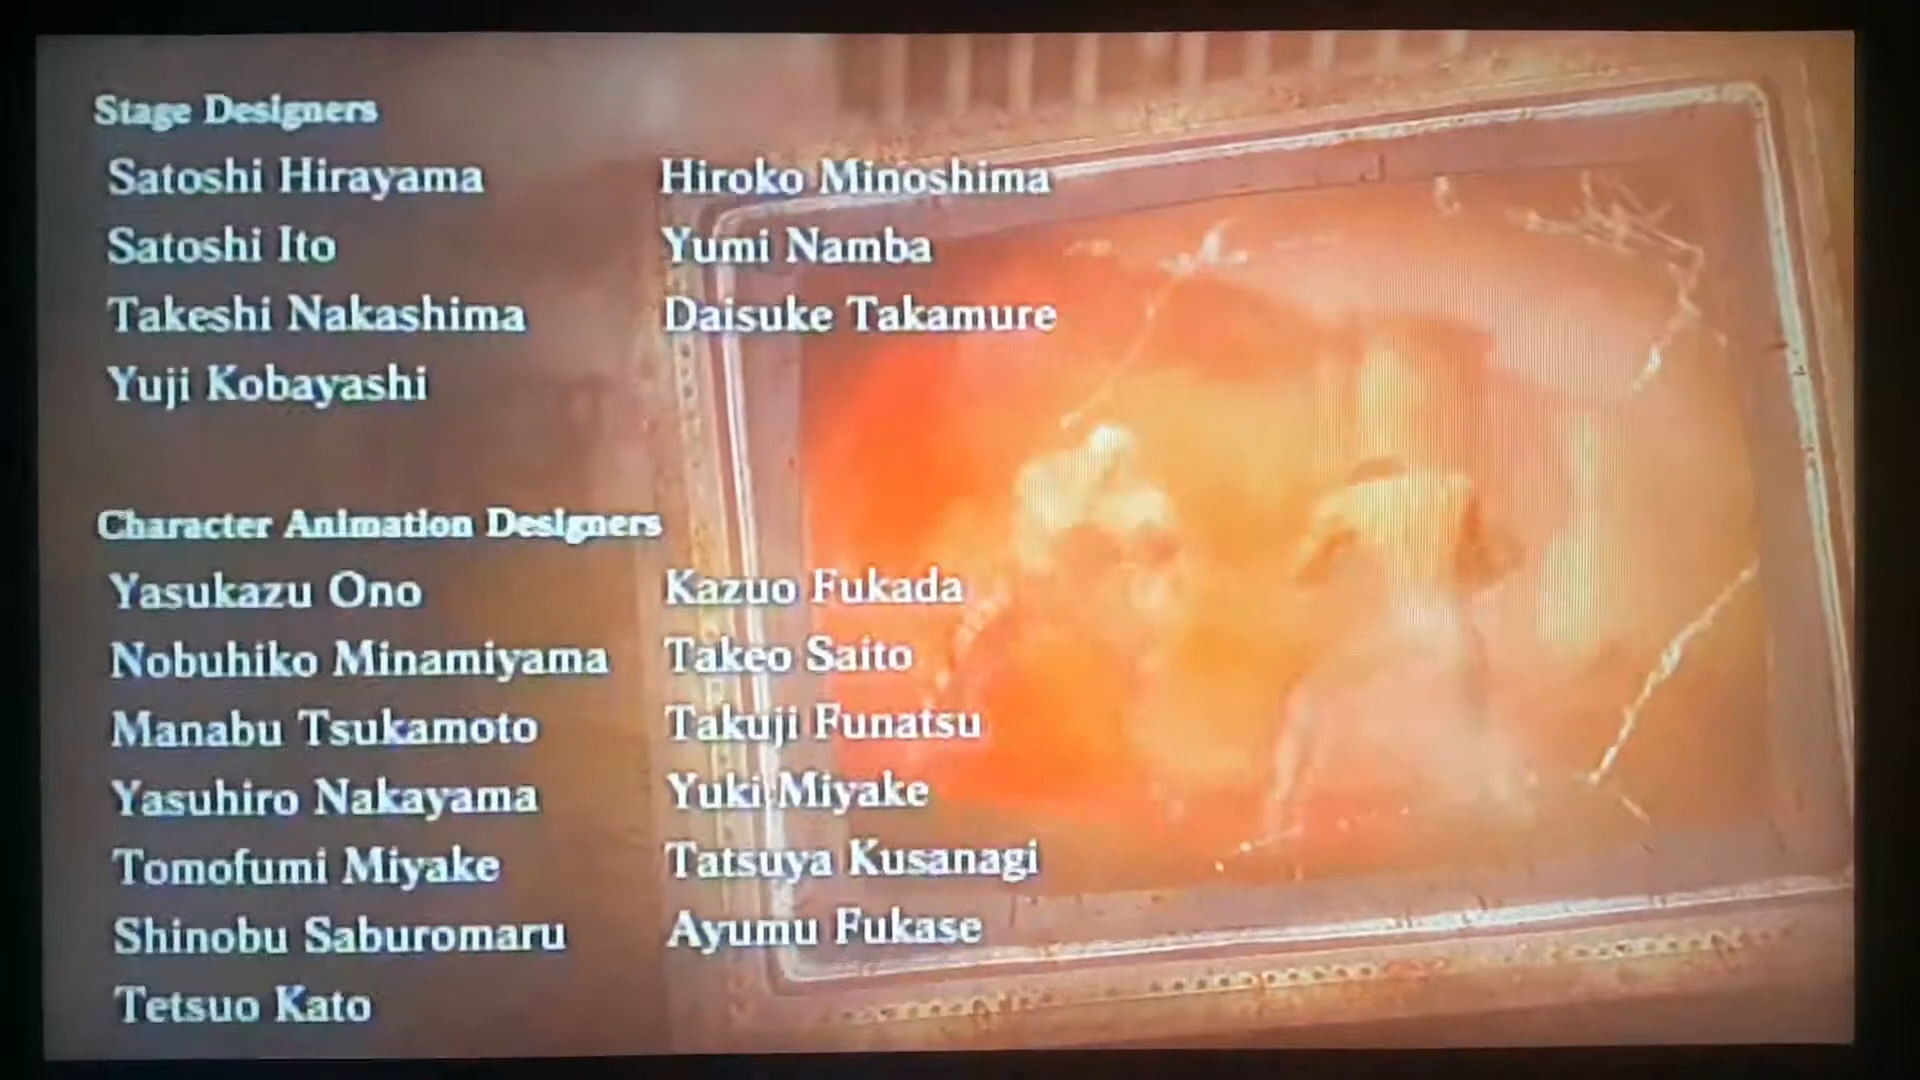 Stage Designers
Satoshi Hirayama Hiroko Minoshima
Satoshi Ito Yumi Namba
Takeshi Nakashima Daisuke Takamure
Yuji Kobayashi
Character Animation Designers
Yasukazu Ono Kazuo Fukada
Nobuhiko Minamiyama Takeo Saito
Manabu Tsukamoto Takuji Funatsu
Yasuhiro Nakayama Yuki Miyake
Tomofumi Miyake Tatsuya Kusanagi
Shinobu Saburomaru Ayumu Fukase
Tetsuo Kato